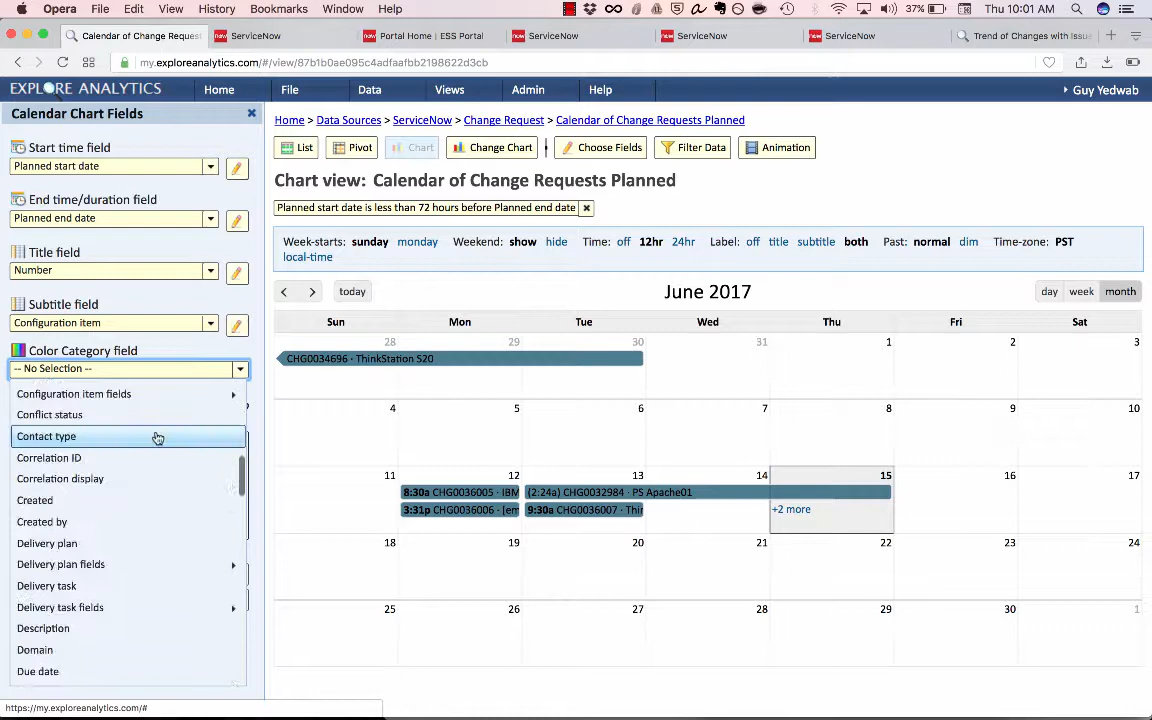 Opera File Edit View History Bookmarks Window Help 37% Thu 10:01 AM
Calendar of Change Request ServiceNow Portal Home | ESS Portal ServiceNow ServiceNow ServiceNow Trend of Changes with Issue
my.exploreanalytics.com/#/view/87b1b0ae095c4adfaafbb2198622d3cb
EXPLORE ANALYTICS Home File Data Views Admin Help Guy Yedwab
Calendar Chart Fields
Start time field
Planned start date
End time/duration field
Planned end date
Title field
Number
Subtitle field
Configuration item
Color Category field
-- No Selection --
Configuration item fields
Conflict status
Contact type
Correlation ID
Correlation display
Created
Created by
Delivery plan
Delivery plan fields
Delivery task
Delivery task fields
Description
Domain
Due date
https://my.exploreanalytics.com/#
Home > Data Sources > ServiceNow > Change Request > Calendar of Change Requests Planned
List Pivot Chart Change Chart Choose Fields Filter Data Animation
Chart view: Calendar of Change Requests Planned
Planned start date is less than 72 hours before Planned end date
Week-starts: sunday monday Weekend: show hide Time: off 12hr 24hr Label: off title subtitle both Past: normal dim Time-zone: PST
local-time
today June 2017 day week month
Sun Mon Tue Wed Thu Fri Sat
28 29 30 31 1 2 3
CHG0034696 · ThinkStation S20
4 5 6 7 8 9 10
11 12 13 14 15 16 17
8:30a CHG0036005 · IBM (2:24a) CHG0032984 · PS Apache01
3:31p CHG0036006 · [em 9:30a CHG0036007 · Thi +2 more
18 19 20 21 22 23 24
25 26 27 28 29 30 1